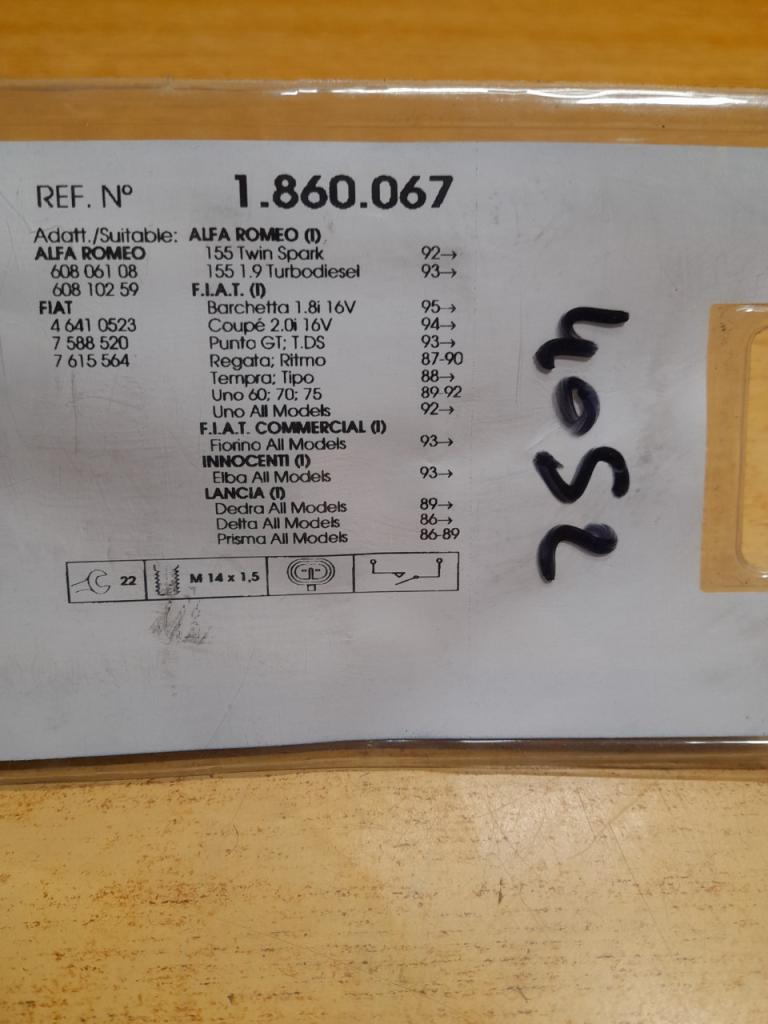 REF. Nº 1.860.067
Adatt./Suitable: ALFA ROMEO (I)
ALFA ROMEO 155 Twin Spark 92→
608 061 08 155 1.9 Turbodiesel 93→
608 102 59 F.I.A.T. (I)
FIAT Barchetta 1.8i 16V 95→
4 641 0523 Coupé 2.0i 16V 94→
7 588 520 Punto GT; T.DS 93→
7 615 564 Regata; Ritmo 87-90
Tempra; Tipo 88→
Uno 60; 70; 75 89-92
Uno All Models 92→
F.I.A.T. COMMERCIAL (I)
Fiorino All Models 93→
INNOCENTI (I)
Elba All Models 93→
LANCIA (I)
Dedra All Models 89→
Delta All Models 86→
Prisma All Models 86-89
22 M 14 x 1,5